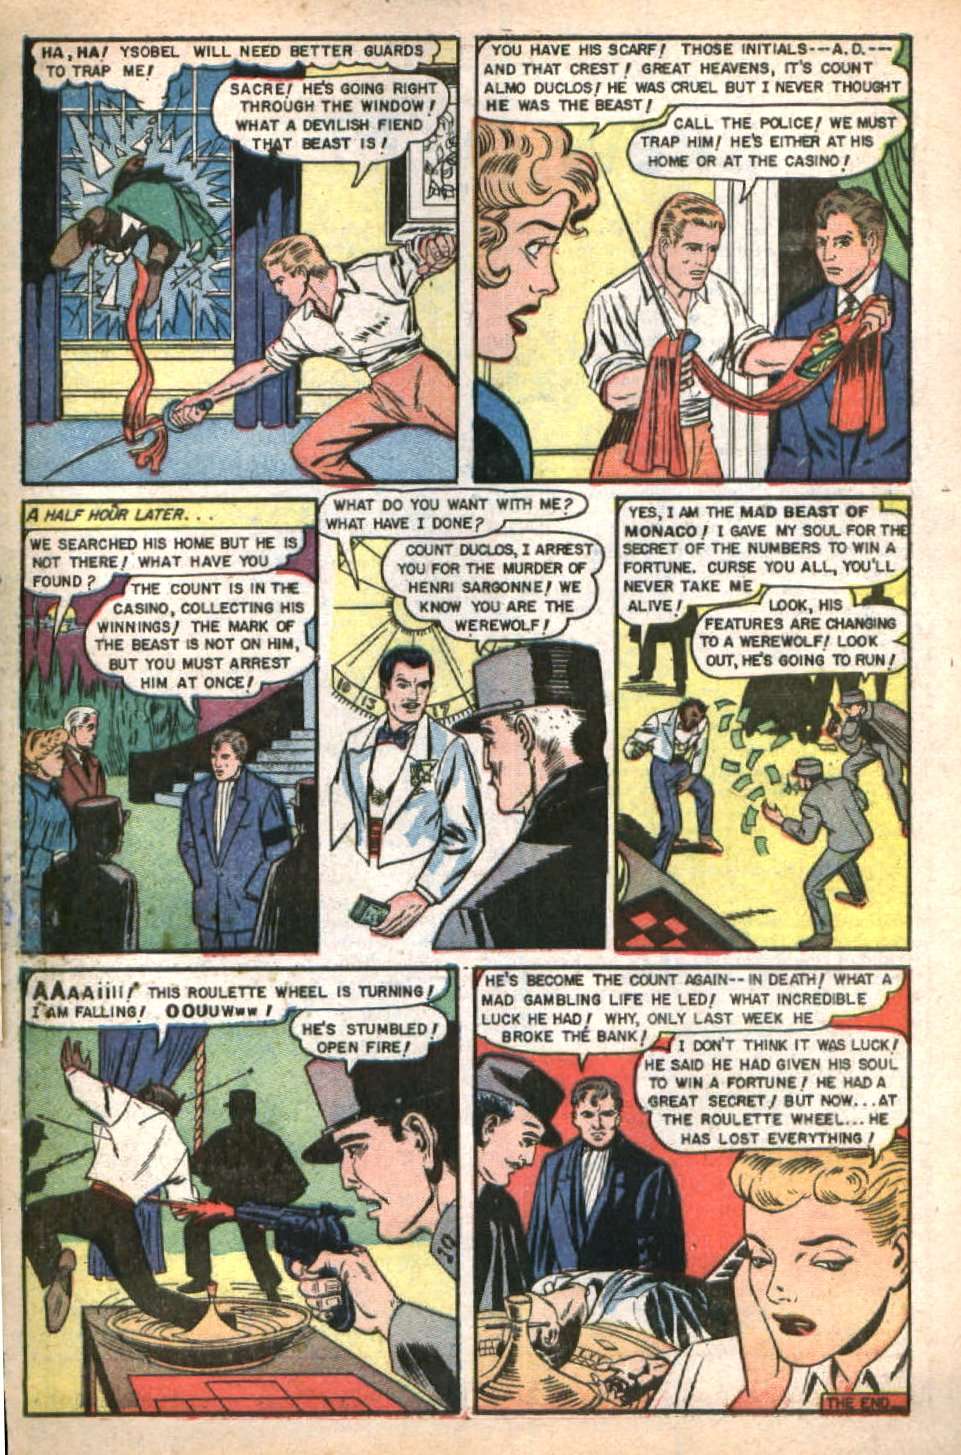 HA, HA! YSOBEL WILL NEED BETTER GUARDS
TO TRAP ME!
SACRE! HE'S GOING RIGHT
THROUGH THE WINDOW!
WHAT A DEVILISH FIEND
THAT BEAST IS!
YOU HAVE HIS SCARF! THOSE INITIALS---A.D.---
AND THAT CREST! GREAT HEAVENS, IT'S COUNT
ALMO DUCLOS! HE WAS CRUEL BUT I NEVER THOUGHT
HE WAS THE BEAST!
CALL THE POLICE! WE MUST
TRAP HIM! HE'S EITHER AT HIS
HOME OR AT THE CASINO!
A HALF HOUR LATER...
WE SEARCHED HIS HOME BUT HE IS
NOT THERE! WHAT HAVE YOU
FOUND?
THE COUNT IS IN THE
CASINO, COLLECTING HIS
WINNINGS! THE MARK OF
THE BEAST IS NOT ON HIM,
BUT YOU MUST ARREST
HIM AT ONCE!
WHAT DO YOU WANT WITH ME?
WHAT HAVE I DONE?
COUNT DUCLOS, I ARREST
YOU FOR THE MURDER OF
HENRI SARGONNE! WE
KNOW YOU ARE THE
WEREWOLF!
10
13
17
YES, I AM THE MAD BEAST OF
MONACO! I GAVE MY SOUL FOR THE
SECRET OF THE NUMBERS TO WIN A
FORTUNE. CURSE YOU ALL, YOU'LL
NEVER TAKE ME
ALIVE!
LOOK, HIS
FEATURES ARE CHANGING
TO A WEREWOLF! LOOK
OUT, HE'S GOING TO RUN!
AAAAiiii! THIS ROULETTE WHEEL IS TURNING!
I AM FALLING! OOUUWww!
HE'S STUMBLED!
OPEN FIRE!
19
HE'S BECOME THE COUNT AGAIN--IN DEATH! WHAT A
MAD GAMBLING LIFE HE LED! WHAT INCREDIBLE
LUCK HE HAD! WHY, ONLY LAST WEEK HE
BROKE THE BANK!
I DON'T THINK IT WAS LUCK!
HE SAID HE HAD GIVEN HIS SOUL
TO WIN A FORTUNE! HE HAD A
GREAT SECRET! BUT NOW...AT
THE ROULETTE WHEEL...HE
HAS LOST EVERYTHING!
THE END...